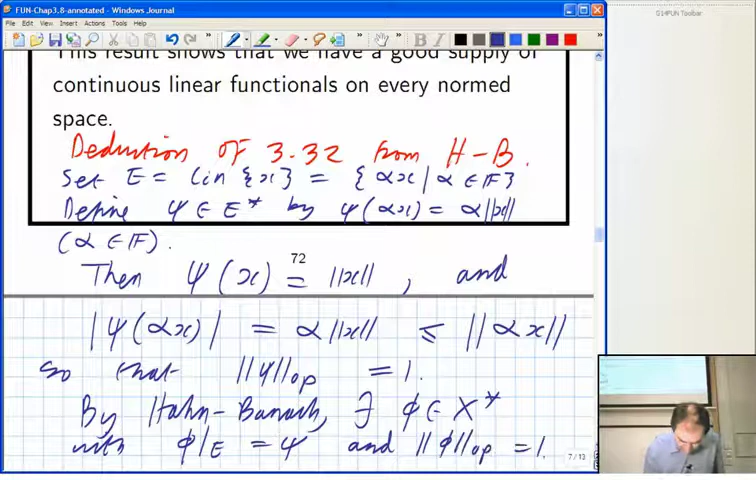 FUN-Chap3.8-annotated - Windows Journal
File Edit View Insert Actions Tools Help
G14FUN Toolbar
This result shows that we have a good supply of
continuous linear functionals on every normed
space.
Deduction of 3.32 from H-B.
Set E = lin {x} = {αx | α ∈ F}
Define ψ ∈ E* by ψ(αx) = α||x||
(α ∈ F).
72
Then ψ(x) = ||x||, and
|ψ(αx)| = α||x|| ≤ ||αx||
so that ||ψ||op = 1.
By Hahn-Banach, ∃ φ ∈ X*
with φ|E = ψ and ||φ||op = 1.
7 / 13